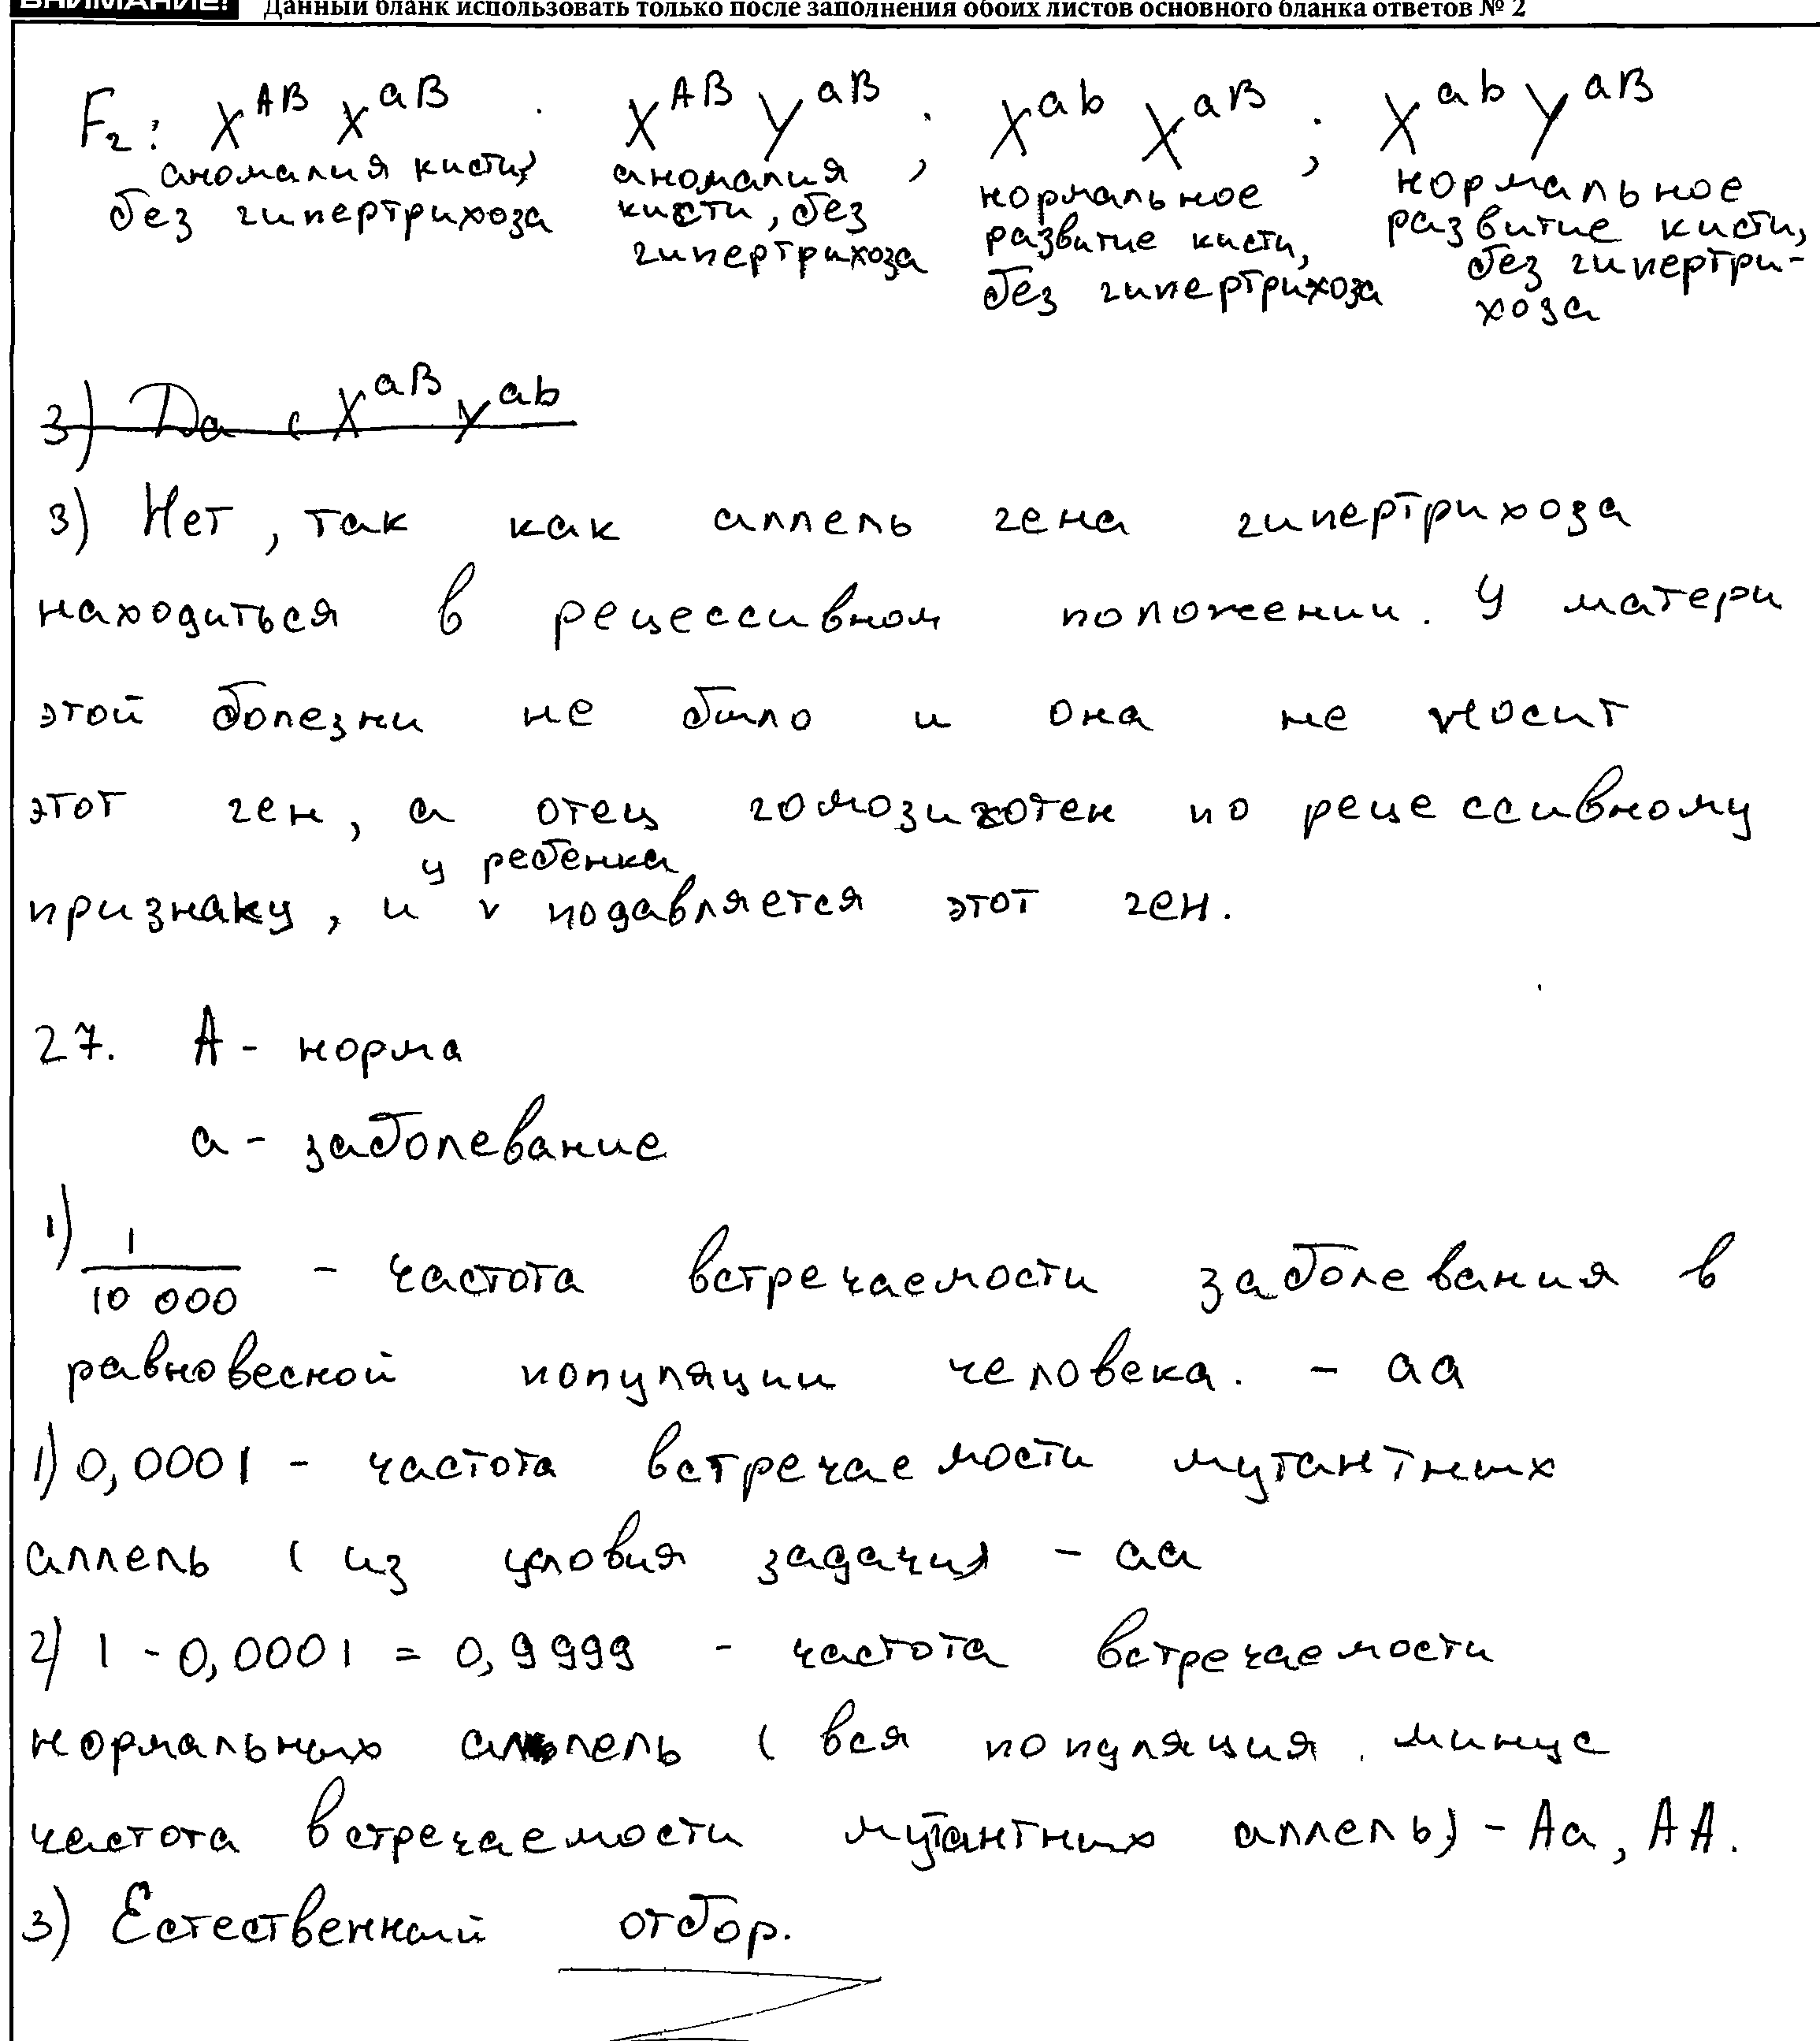 ВНИМАНИЕ! Данный бланк использовать только после заполнения обоих листов основного бланка ответов № 2
F₂: X^AB X^aB . X^AB Y^aB ; X^ab X^aB ; X^ab Y^aB
аномалия кисти, без гипертрихоза
аномалия кисти, без гипертрихоза
нормальное развитие кисти, без гипертрихоза
нормальное развитие кисти, без гипертри-хоза
3) Да ( X^aB Y^ab
3) Нет, так как аллель гена гипертрихоза
находиться в рецессивном положении. У матери
этой болезни не было и она не носит
этот ген, а отец гомозиготен по рецессивному
признаку, и у ребенка подавляется этот ген.
27. А - норма
а - заболевание
1) 1/10 000 - частота встречаемости заболевания в
равновесной популяции человека. - аа
1) 0,0001 - частота встречаемости мутантных
аллель (из условия задачи) - аа
2) 1 - 0,0001 = 0,9999 - частота встречаемости
нормальных аллель (вся популяция минус
частота встречаемости мутантных аллель) - Аа, АА.
3) Естественный отбор.